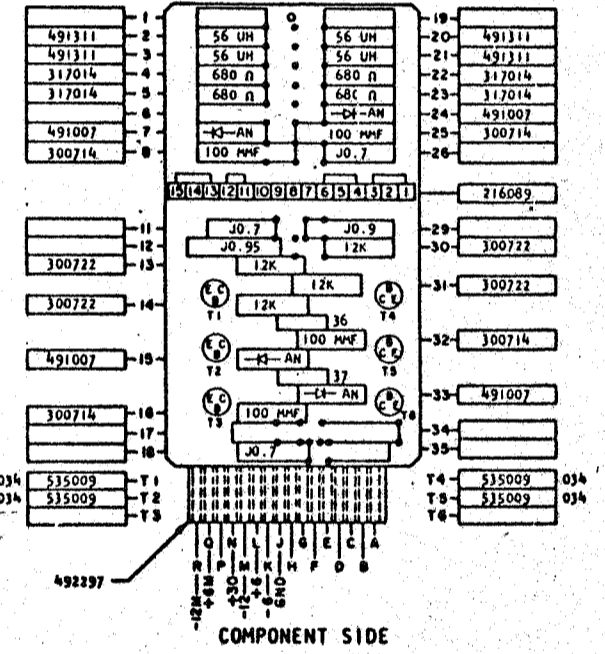 1 19
491311 2 56 UH 56 UH 20 491311
491311 3 56 UH 56 UH 21 491311
317014 4 680 Ω 680 Ω 22 317014
317014 5 680 Ω 680 Ω 23 317014
6 AN 24 491007
491007 7 AN 100 MMF 25 300714
300714 8 100 MMF J0.7 26
15 14 13 12 11 10 9 8 7 6 5 4 3 2 1 216089
11 J0.7 J0.9 29
12 J0.95 12K 30 300722
300722 13 12K
12K 31 300722
E C B T1 B C E T4
300722 14 12K
36
100 MMF 32 300714
E C B T2 B C E T5
491007 15 AN
37
AN 33 491007
E C B T3 B C E T6
300714 16 100 MMF
17 34
18 J0.7 35
034 535009 T1 T4 535009 034
034 535009 T2 T5 535009 034
T3 T6
492297
R Q P N M L K J H G F E D C B A
-12M +6M +30 -12 +6 -6 GND
COMPONENT SIDE